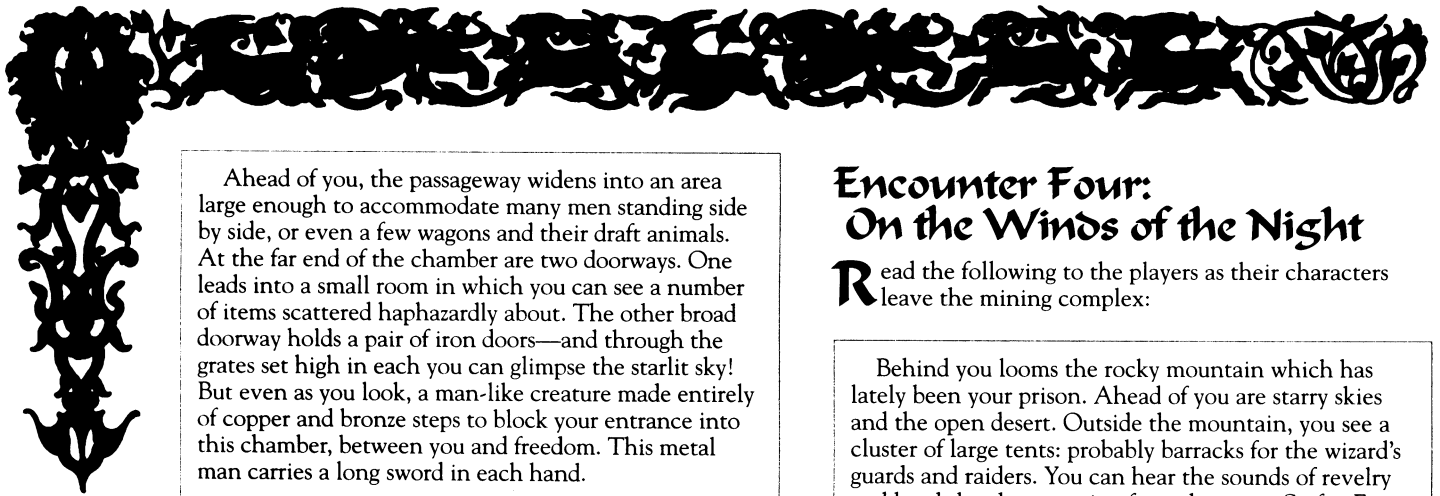 Ahead of you, the passageway widens into an area
large enough to accommodate many men standing side
by side, or even a few wagons and their draft animals.
At the far end of the chamber are two doorways. One
leads into a small room in which you can see a number
of items scattered haphazardly about. The other broad
doorway holds a pair of iron doors—and through the
grates set high in each you can glimpse the starlit sky!
But even as you look, a man-like creature made entirely
of copper and bronze steps to block your entrance into
this chamber, between you and freedom. This metal
man carries a long sword in each hand.
Encounter Four:
On the Winds of the Night
Read the following to the players as their characters
leave the mining complex:
Behind you looms the rocky mountain which has
lately been your prison. Ahead of you are starry skies
and the open desert. Outside the mountain, you see a
cluster of large tents: probably barracks for the wizard's
guards and raiders. You can hear the sounds of revelry